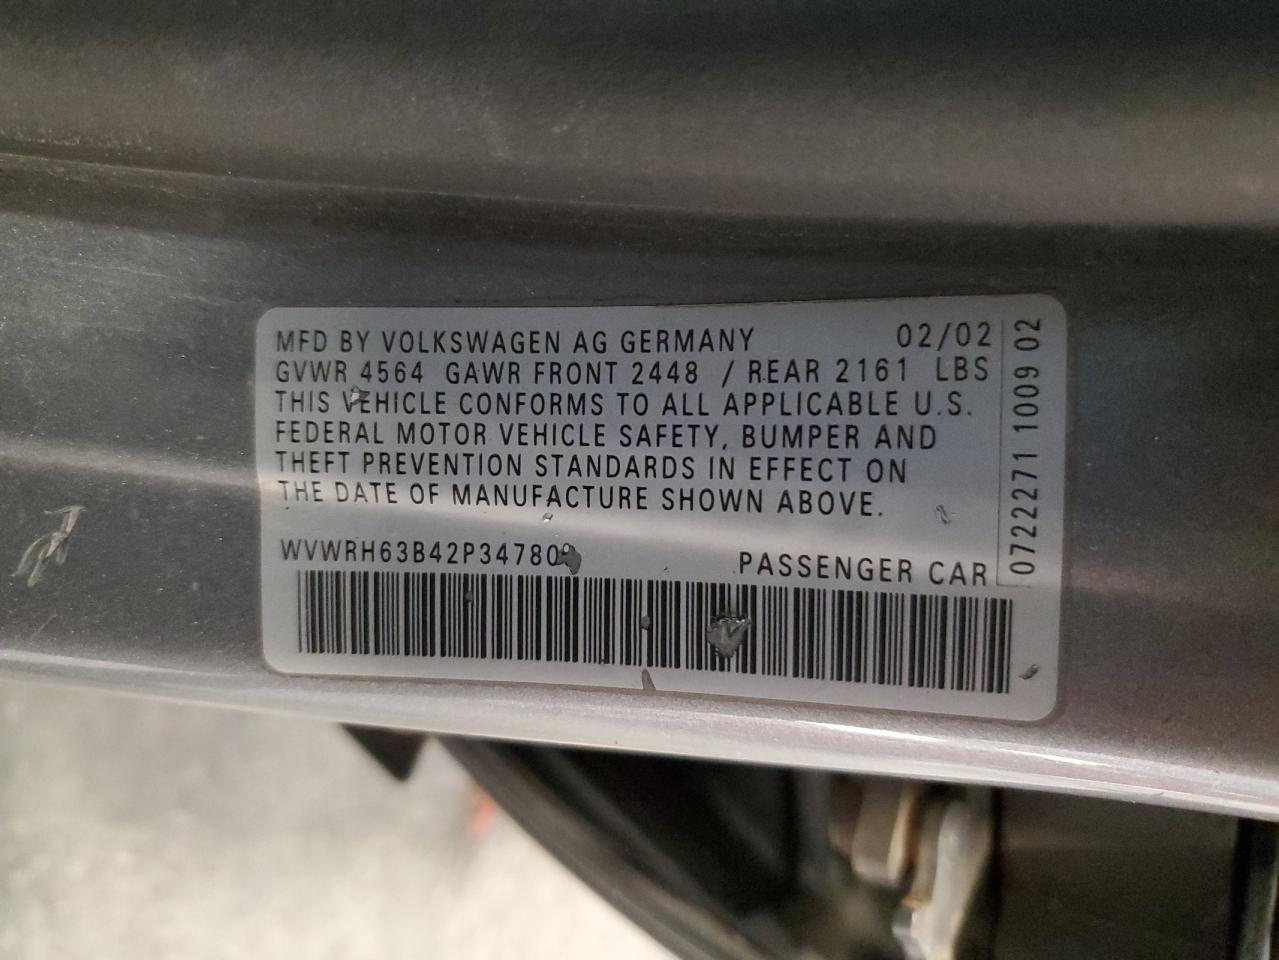 MFD BY VOLKSWAGEN AG GERMANY 02/02
GVWR 4564 GAWR FRONT 2448 / REAR 2161 LBS
THIS VEHICLE CONFORMS TO ALL APPLICABLE U.S.
FEDERAL MOTOR VEHICLE SAFETY, BUMPER AND
THEFT PREVENTION STANDARDS IN EFFECT ON
THE DATE OF MANUFACTURE SHOWN ABOVE.
PASSENGER CAR
07222271 1009 02